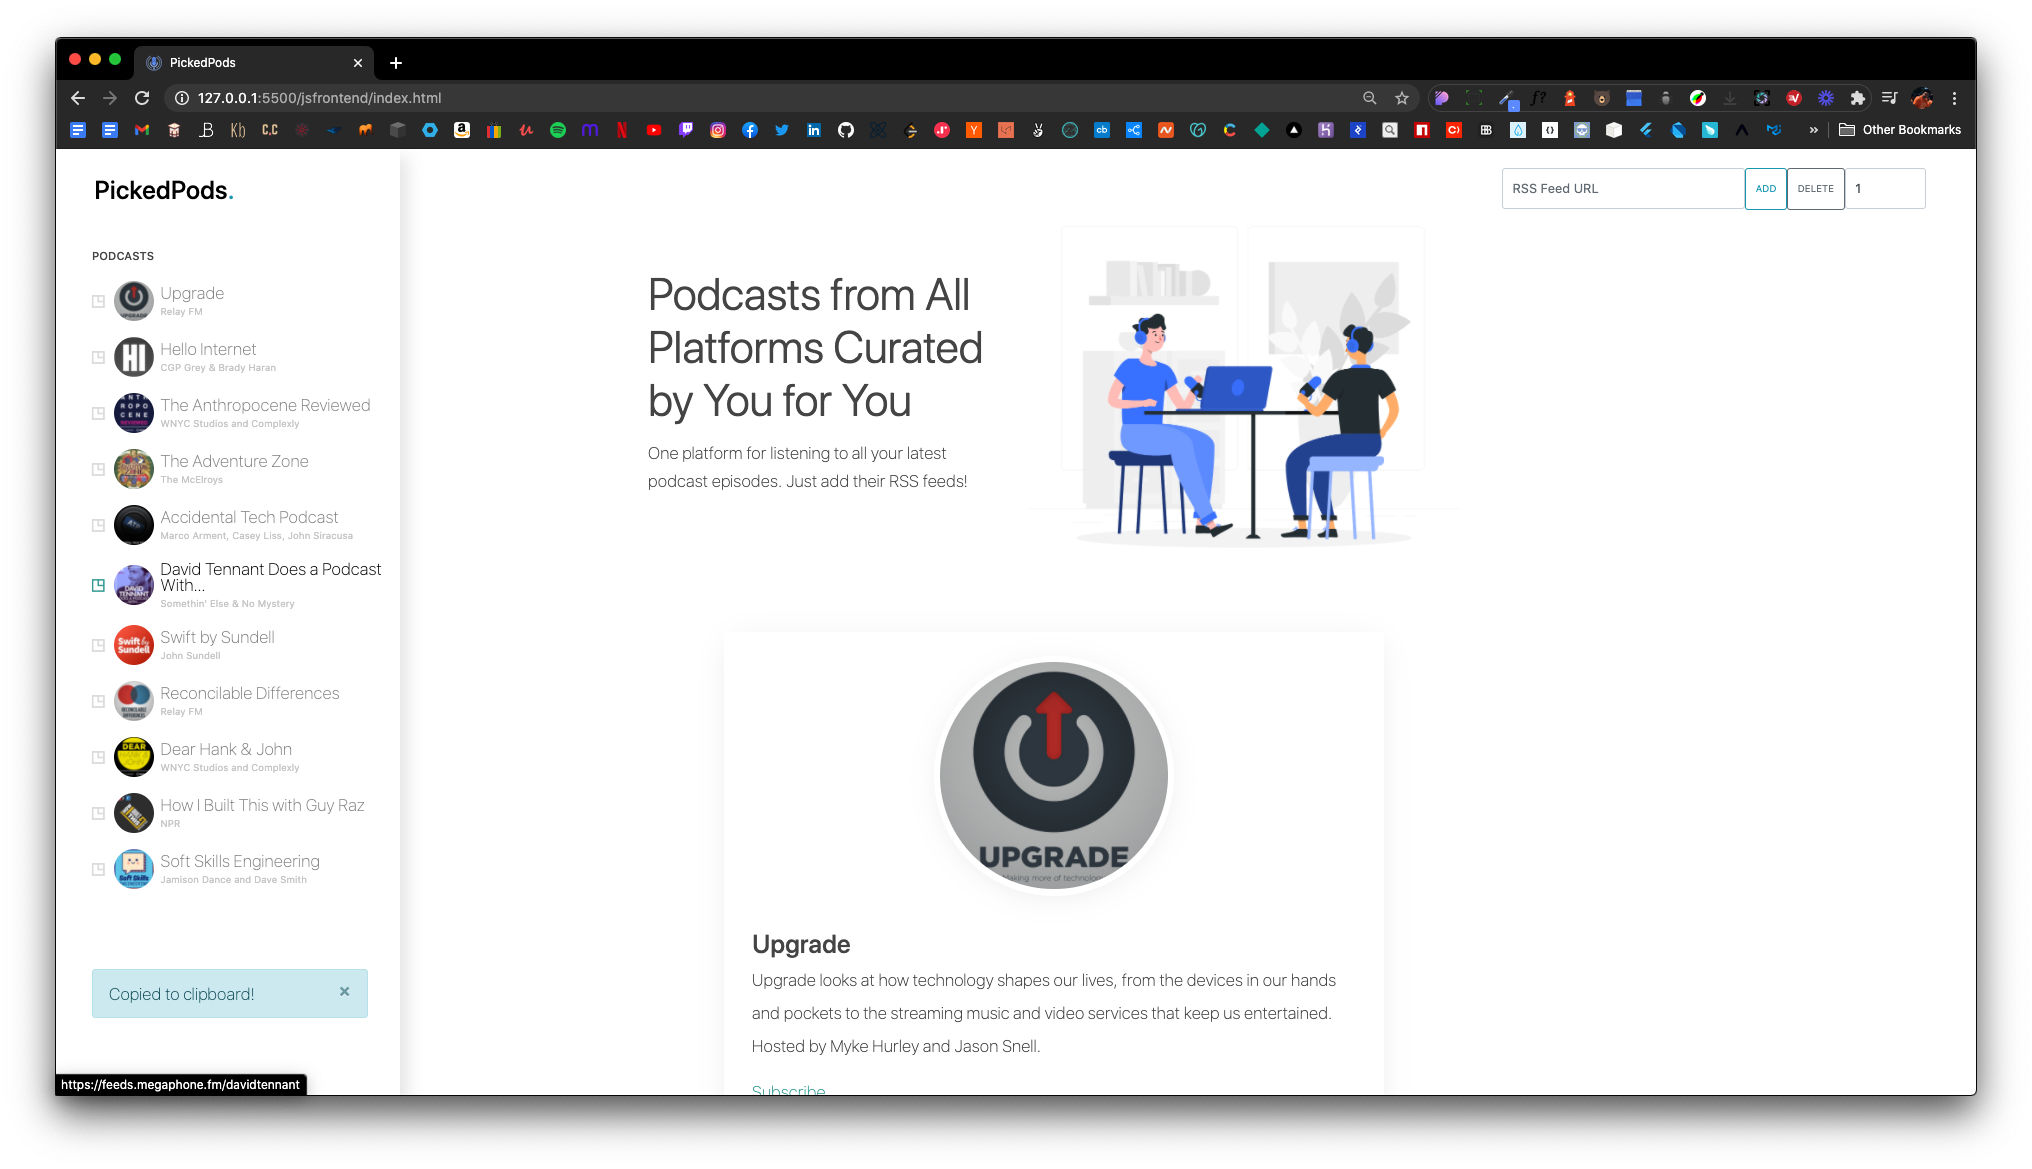 PickedPods
127.0.0.1:5500/jsfrontend/index.html
Other Bookmarks
PickedPods.
RSS Feed URL
ADD
DELETE
1
PODCASTS
Upgrade
Relay FM
Hello Internet
CGP Grey & Brady Haran
The Anthropocene Reviewed
WNYC Studios and Complexly
The Adventure Zone
The McElroys
Accidental Tech Podcast
Marco Arment, Casey Liss, John Siracusa
David Tennant Does a Podcast
With...
Somethin' Else & No Mystery
Swift by Sundell
John Sundell
Reconcilable Differences
Relay FM
Dear Hank & John
WNYC Studios and Complexly
How I Built This with Guy Raz
NPR
Soft Skills Engineering
Jamison Dance and Dave Smith
Copied to clipboard!
https://feeds.megaphone.fm/davidtennant
Podcasts from All
Platforms Curated
by You for You
One platform for listening to all your latest
podcast episodes. Just add their RSS feeds!
UPGRADE
Making more of technology
Upgrade
Upgrade looks at how technology shapes our lives, from the devices in our hands
and pockets to the streaming music and video services that keep us entertained.
Hosted by Myke Hurley and Jason Snell.
Subscribe